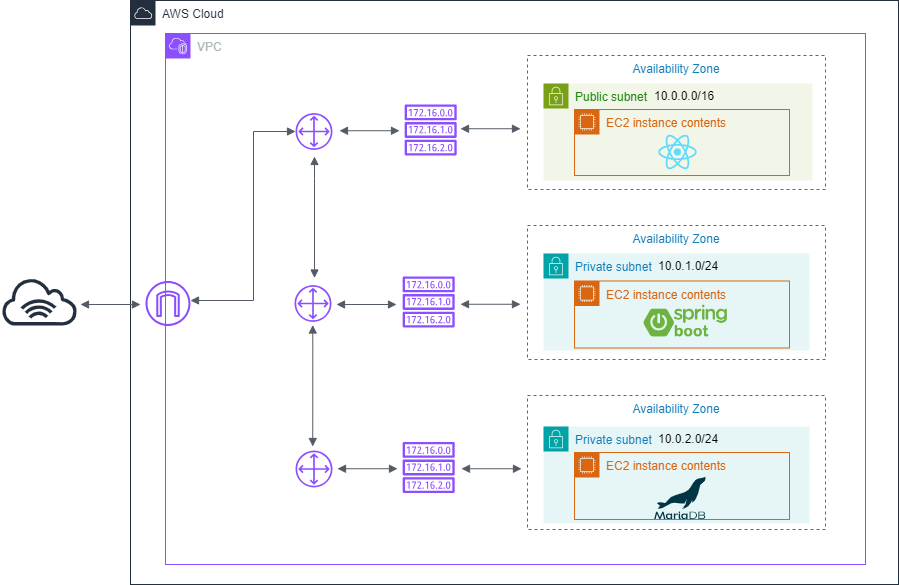 AWS Cloud
VPC
Availability Zone
Public subnet 10.0.0.0/16
EC2 instance contents
172.16.0.0
172.16.1.0
172.16.2.0
Availability Zone
Private subnet 10.0.1.0/24
EC2 instance contents
spring
boot
172.16.0.0
172.16.1.0
172.16.2.0
Availability Zone
Private subnet 10.0.2.0/24
EC2 instance contents
MariaDB
172.16.0.0
172.16.1.0
172.16.2.0